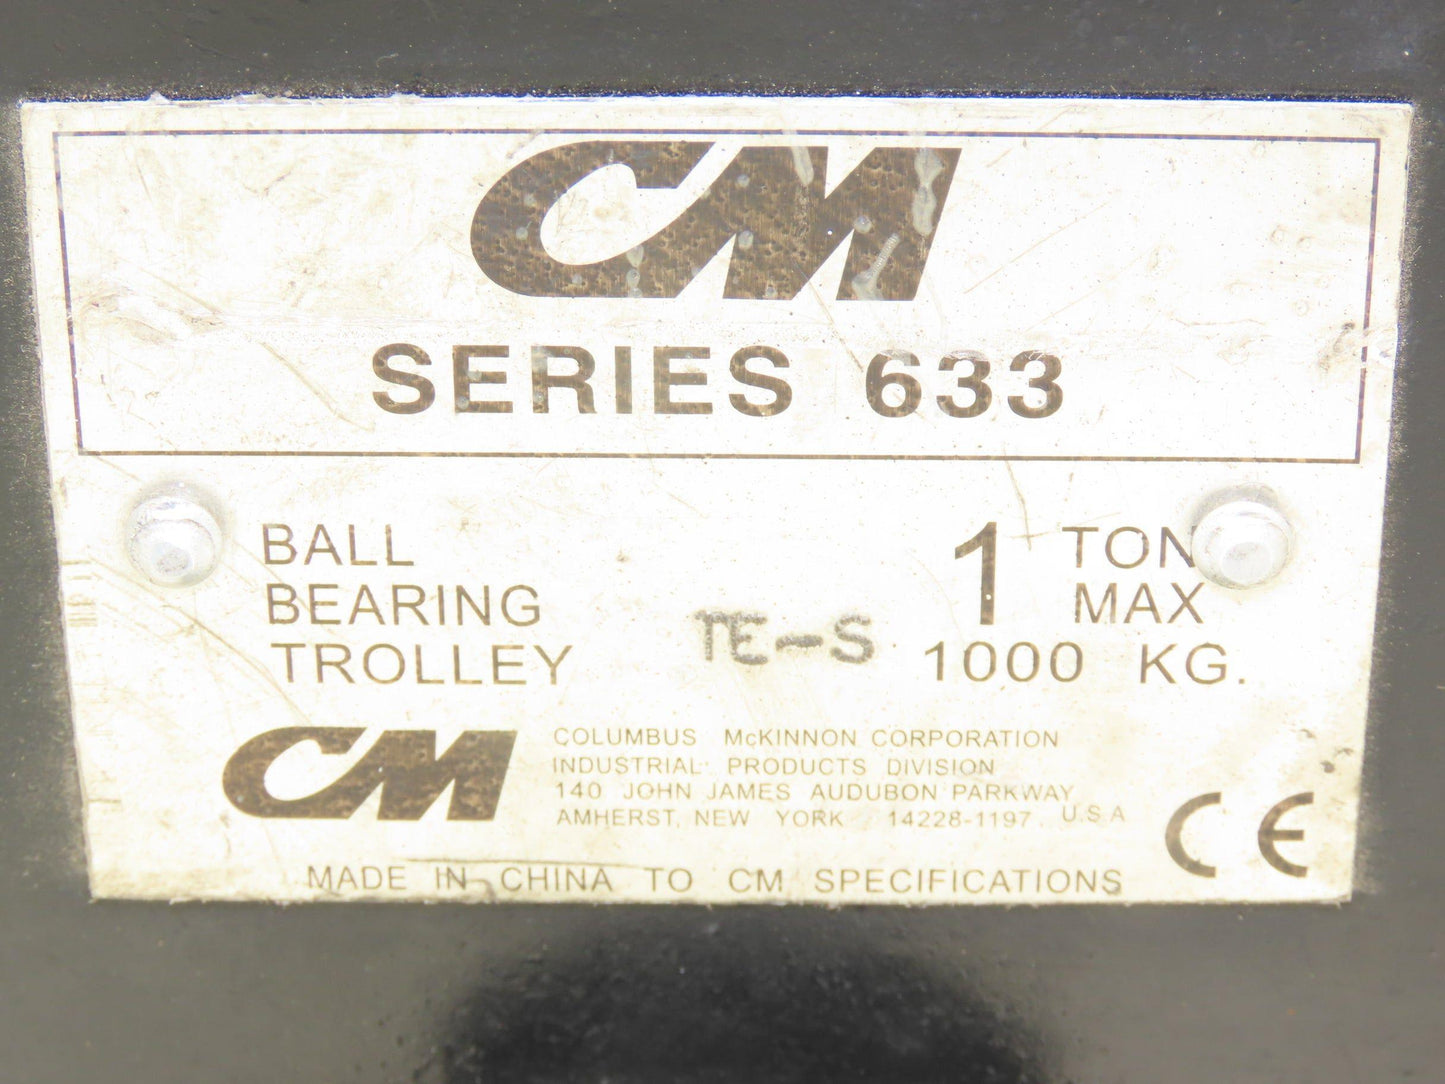 CM
SERIES 633
BALL
BEARING
TROLLEY
TE-S
1 TON
MAX
1000 KG.
CM
COLUMBUS McKINNON CORPORATION
INDUSTRIAL PRODUCTS DIVISION
140 JOHN JAMES AUDUBON PARKWAY
AMHERST, NEW YORK 14228-1197 U.S.A
CE
MADE IN CHINA TO CM SPECIFICATIONS